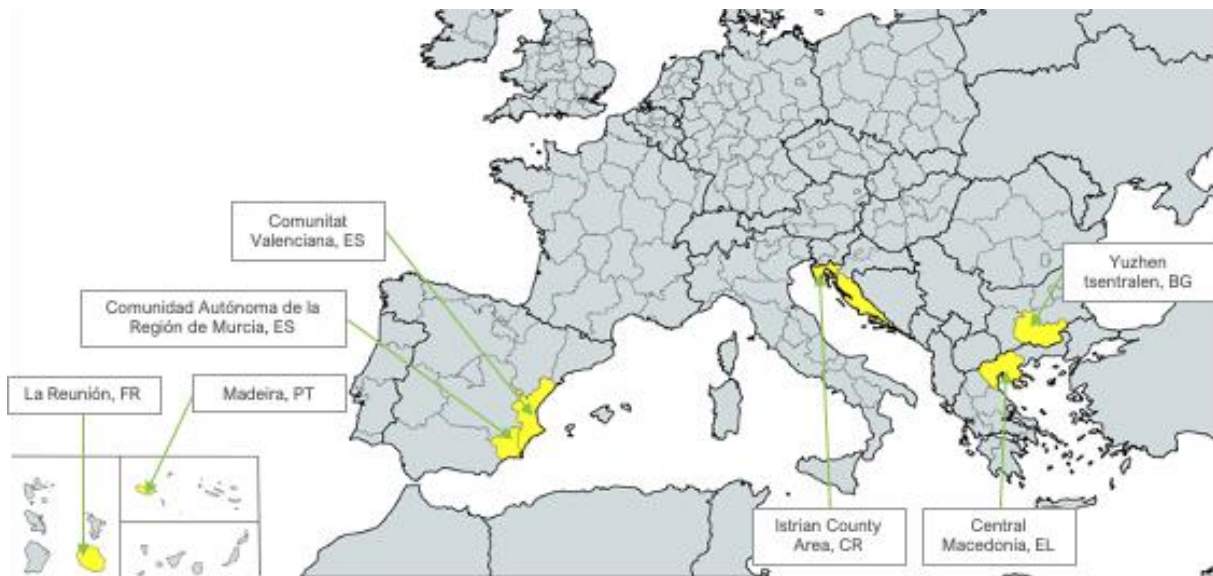 Comunitat
Valenciana, ES
Yuzhen
tsentralen, BG
Comunidad Autónoma de la
Región de Murcia, ES
La Reunión, FR
Madeira, PT
Istrian County
Area, CR
Central
Macedonia, EL